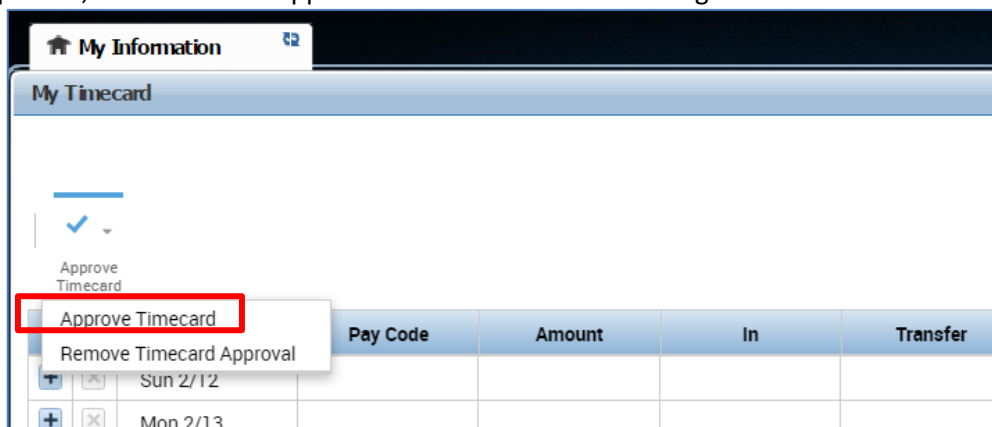 My Information
My Timecard
Approve
Timecard
Approve Timecard
Remove Timecard Approval
Pay Code Amount In Transfer
Sun 2/12
Mon 2/13